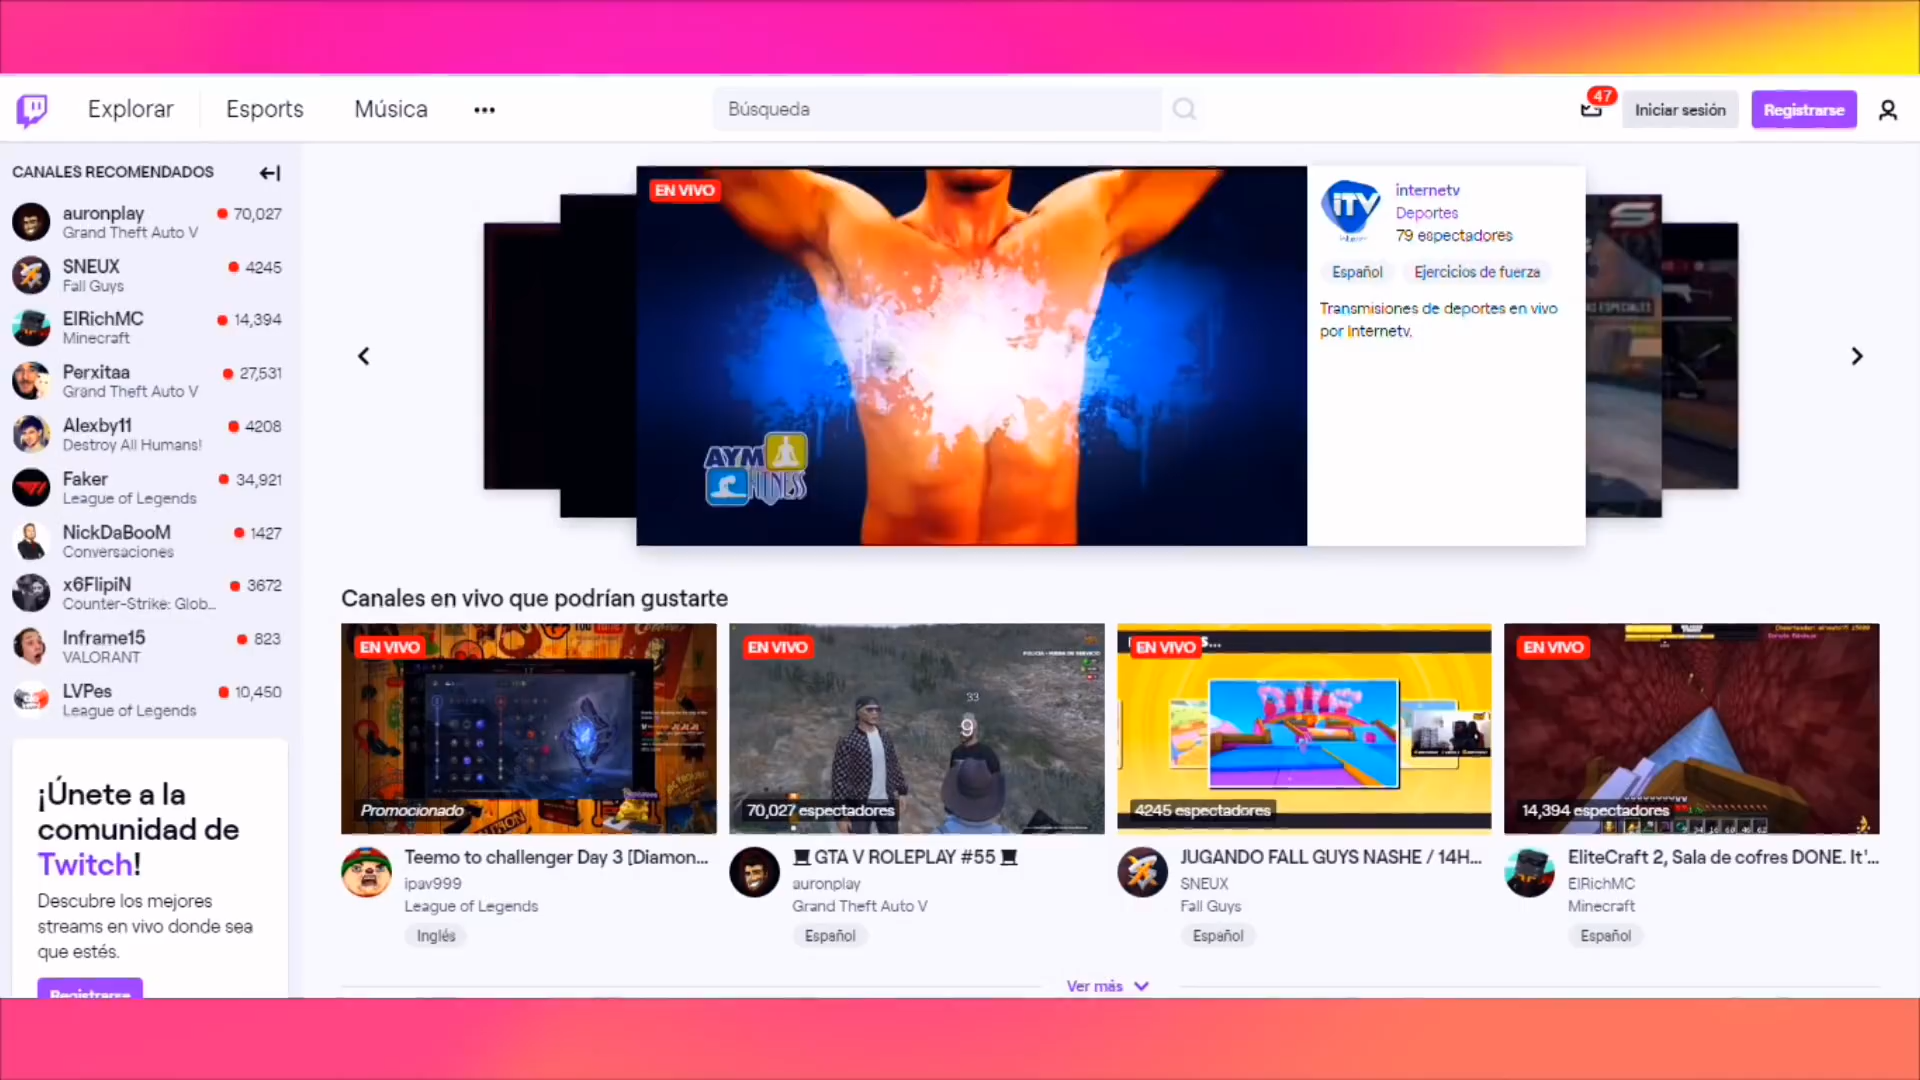 Explorar
Esports
Música
Búsqueda
47
Iniciar sesión
Registrarse
CANALES RECOMENDADOS
auronplay 70,027
Grand Theft Auto V
SNEUX 4245
Fall Guys
ElRichMC 14,394
Minecraft
Perxitaa 27,531
Grand Theft Auto V
Alexby11 4208
Destroy All Humans!
Faker 34,921
League of Legends
NickDaBooM 1427
Conversaciones
x6FlipiN 3672
Counter-Strike: Glob...
Inframe15 823
VALORANT
LVPes 10,450
League of Legends
¡Únete a la
comunidad de
Twitch!
Descubre los mejores
streams en vivo donde sea
que estés.
Registrarse
EN VIVO
AYM
FITNESS
iTV
internetv
Deportes
79 espectadores
Español
Ejercicios de fuerza
Transmisiones de deportes en vivo
por Internetv.
ESPECIALES
Canales en vivo que podrían gustarte
EN VIVO
Promocionado
Teemo to challenger Day 3 [Diamon...
ipav999
League of Legends
Inglés
EN VIVO
33
9
70,027 espectadores
GTA V ROLEPLAY #55
auronplay
Grand Theft Auto V
Español
EN VIVO
4245 espectadores
JUGANDO FALL GUYS NASHE / 14H...
SNEUX
Fall Guys
Español
EN VIVO
14,394 espectadores
EliteCraft 2, Sala de cofres DONE. It'...
ElRichMC
Minecraft
Español
Ver más